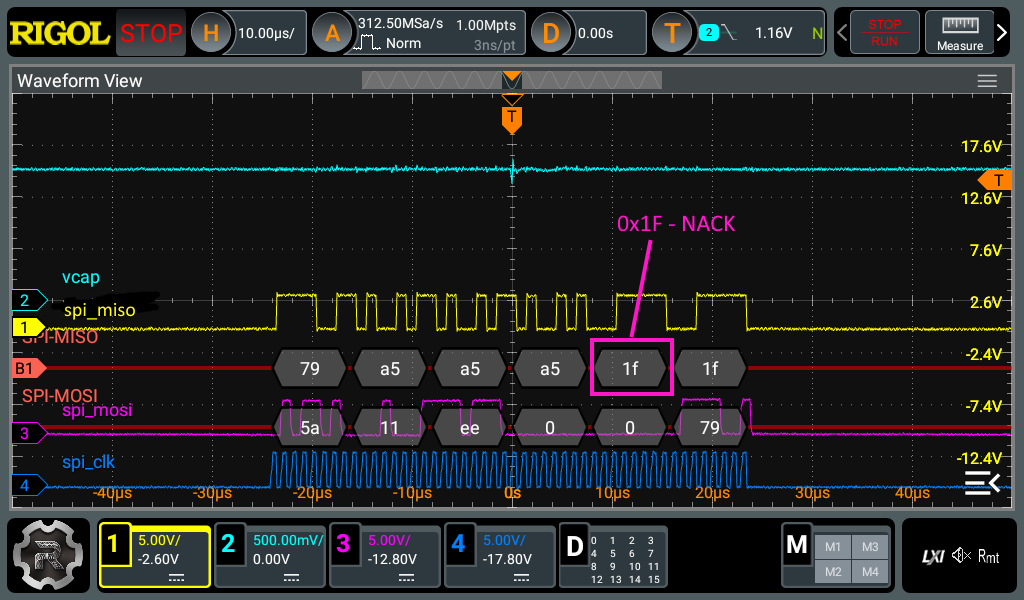 RIGOL STOP H 10.00µs/ A 312.50MSa/s 1.00Mpts D 0.00s T 2 1.16V N STOP
Norm 3ns/pt RUN Measure
Waveform View
T
17.6V
T
12.6V
0x1F - NACK
7.6V
vcap
2 2.6V
spi_miso
1
SPI-MISO
-2.4V
B1 79 a5 a5 a5 1f 1f
SPI-MOSI
-7.4V
spi_mosi
3 5a 11 ee 0 0 79
-12.4V
spi_clk
4 -40µs -30µs -20µs -10µs 0s 10µs 20µs 30µs 40µs
1 5.00V/ 2 500.00mV/ 3 5.00V/ 4 5.00V/ D 0 1 2 3 M M1 M3
-2.60V 0.00V -12.80V -17.80V 4 5 6 7 LXI Rmt
8 9 10 11 M2 M4
12 13 14 15